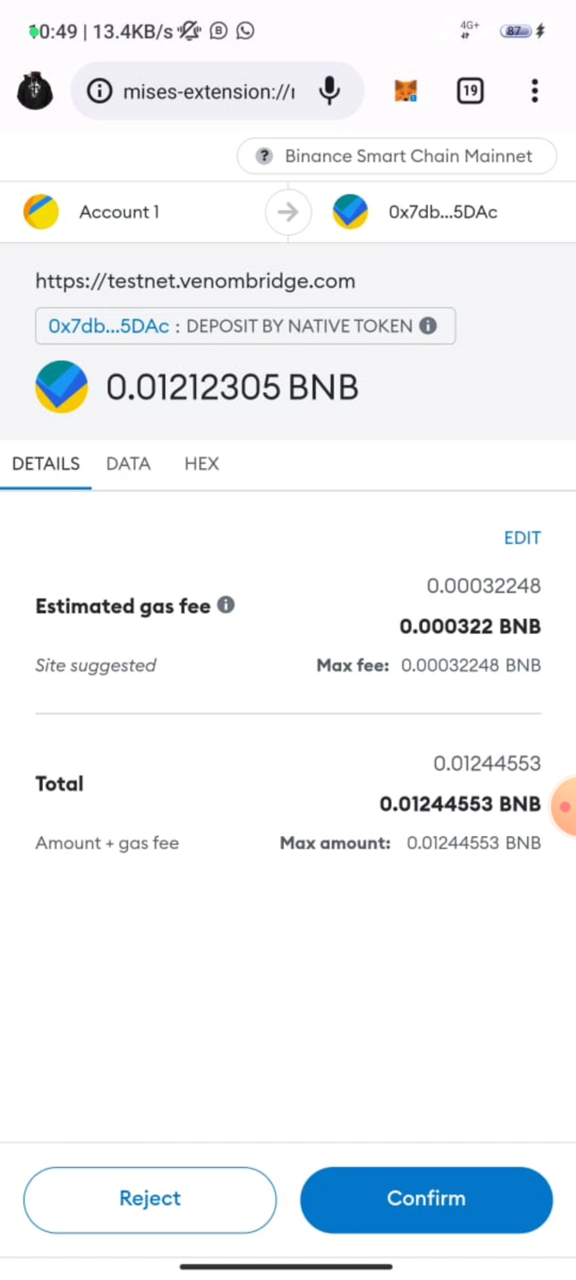 0:49 | 13.4KB/s
4G+
87
mises-extension://
19
? Binance Smart Chain Mainnet
Account 1
0x7db...5DAc
https://testnet.venombridge.com
0x7db...5DAc : DEPOSIT BY NATIVE TOKEN
0.01212305 BNB
DETAILS DATA HEX
EDIT
0.00032248
Estimated gas fee
0.000322 BNB
Site suggested Max fee: 0.00032248 BNB
0.01244553
Total
0.01244553 BNB
Amount + gas fee Max amount: 0.01244553 BNB
Reject Confirm